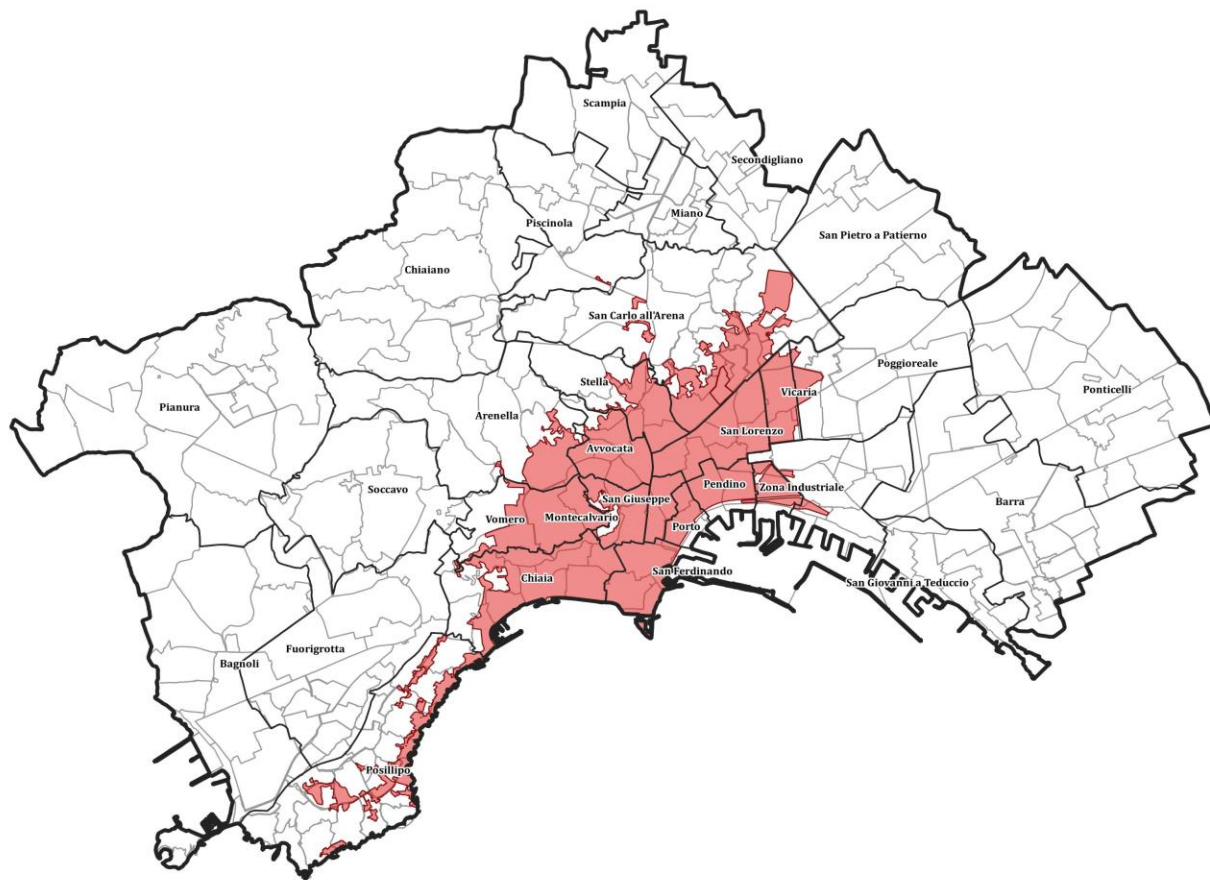 Scampia
Secondigliano
Miano
Piscinola
San Pietro a Patierno
Chiaiano
San Carlo all'Arena
Poggioreale
Ponticelli
Stella
Vicaria
Pianura
Arenella
San Lorenzo
Avvocata
Soccavo
Pendino
Zona Industriale
San Giuseppe
Barra
Vomero
Montecalvario
Porto
San Ferdinando
Chiaia
San Giovanni a Teduccio
Fuorigrotta
Bagnoli
Posillipo